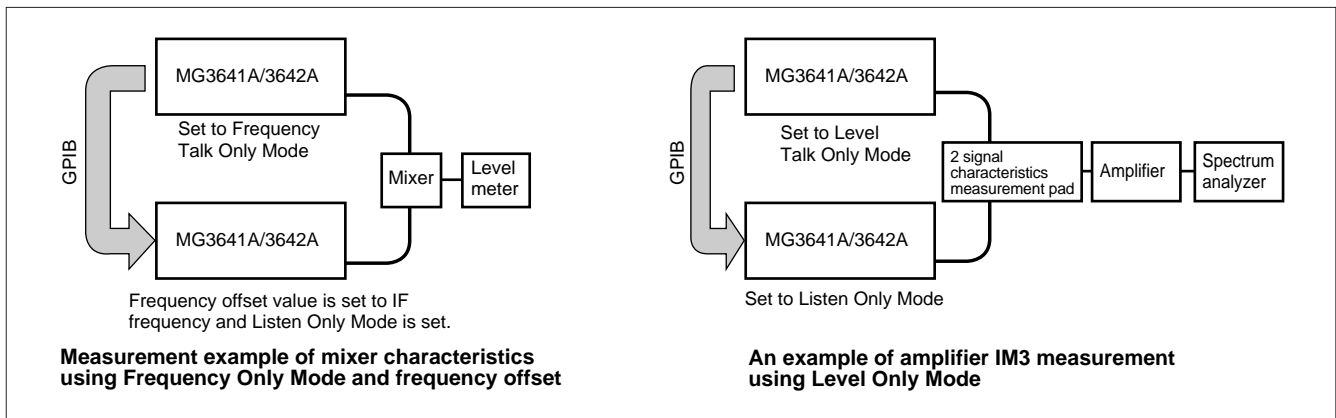 MG3641A/3642A
Set to Frequency
Talk Only Mode
GPIB
Mixer
Level
meter
MG3641A/3642A
Frequency offset value is set to IF
frequency and Listen Only Mode is set.
Measurement example of mixer characteristics
using Frequency Only Mode and frequency offset
MG3641A/3642A
Set to Level
Talk Only Mode
GPIB
2 signal
characteristics
measurement pad
Amplifier
Spectrum
analyzer
MG3641A/3642A
Set to Listen Only Mode
An example of amplifier IM3 measurement
using Level Only Mode